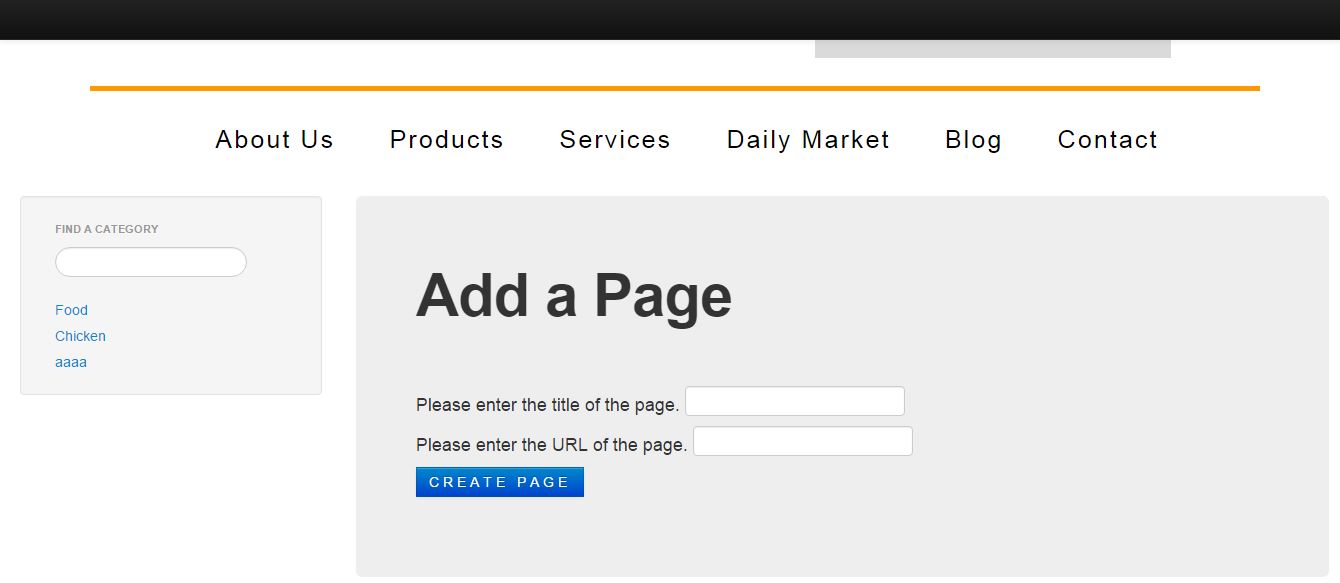 About Us Products Services Daily Market Blog Contact
FIND A CATEGORY
Food
Chicken
aaaa
Add a Page
Please enter the title of the page.
Please enter the URL of the page.
CREATE PAGE